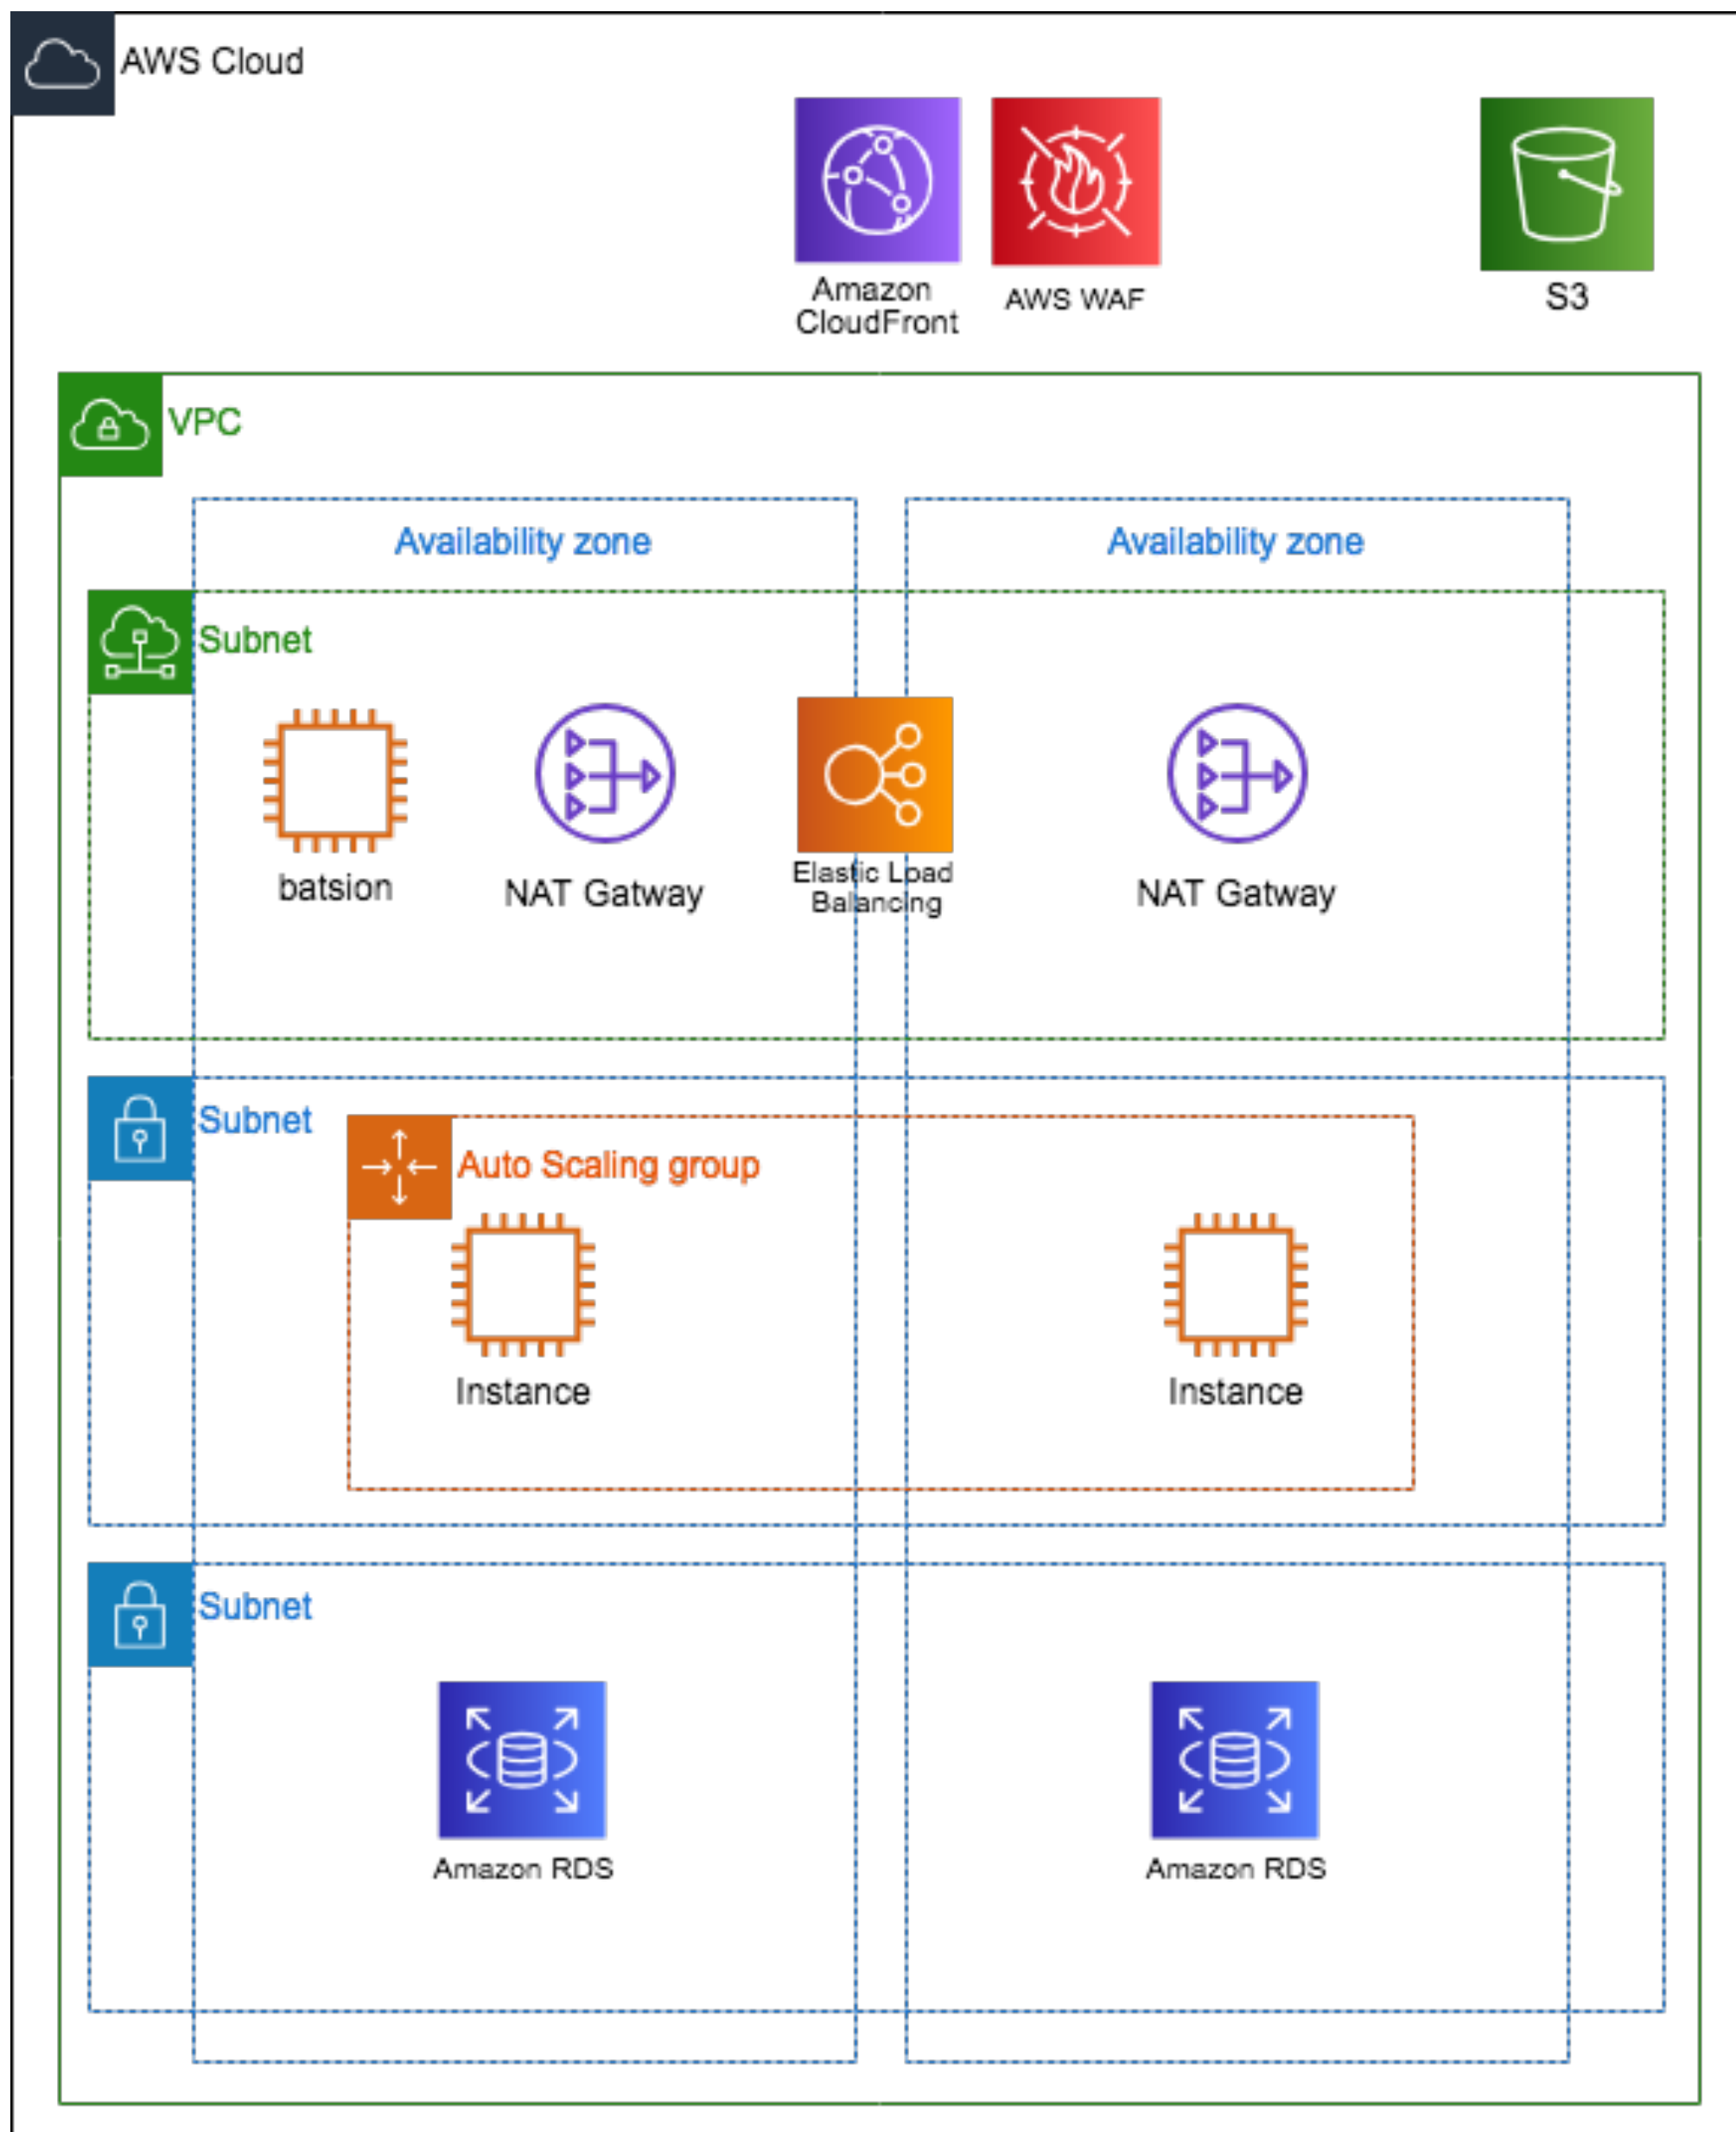 AWS Cloud
Amazon
CloudFront
AWS WAF
S3
VPC
Availability zone
Availability zone
Subnet
batsion
NAT Gatway
Elastic Load
Balancing
NAT Gatway
Subnet
Auto Scaling group
Instance
Instance
Subnet
Amazon RDS
Amazon RDS